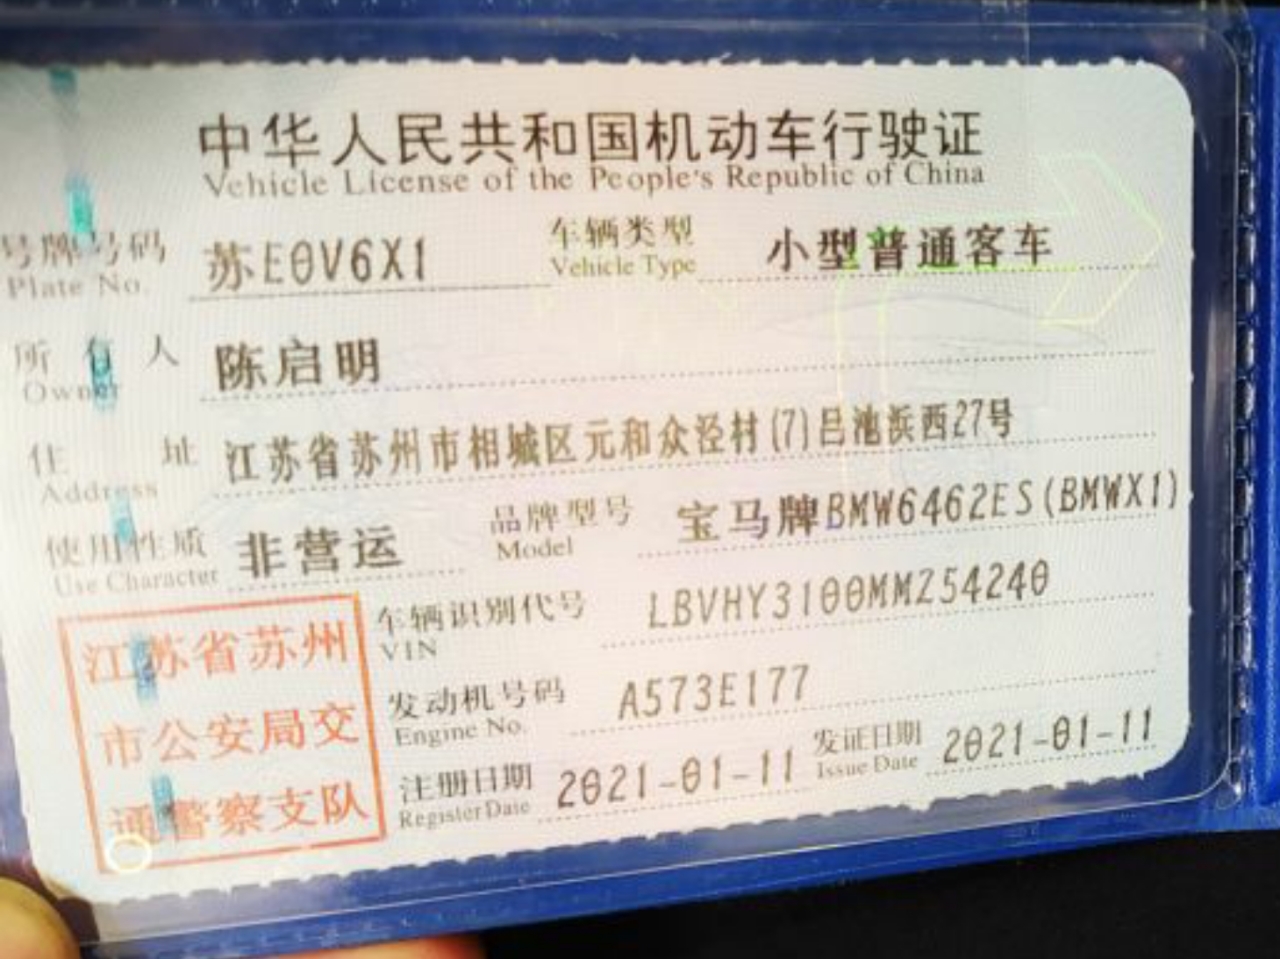 中华人民共和国机动车行驶证
Vehicle License of the People's Republic of China
号牌号码 苏E0V6X1 车辆类型 小型普通客车
Plate No. Vehicle Type
所有人 陈启明
Owner
住址 江苏省苏州市相城区元和众泾村(7)吕池浜西27号
Address
使用性质 非营运 品牌型号 宝马牌BMW6462ES(BMWX1)
Use Character Model
车辆识别代号 LBVHY3100MMZ54240
VIN
发动机号码 A573E177
Engine No.
注册日期 2021-01-11 发证日期 2021-01-11
Register Date Issue Date
江苏省苏州
市公安局交
通警察支队